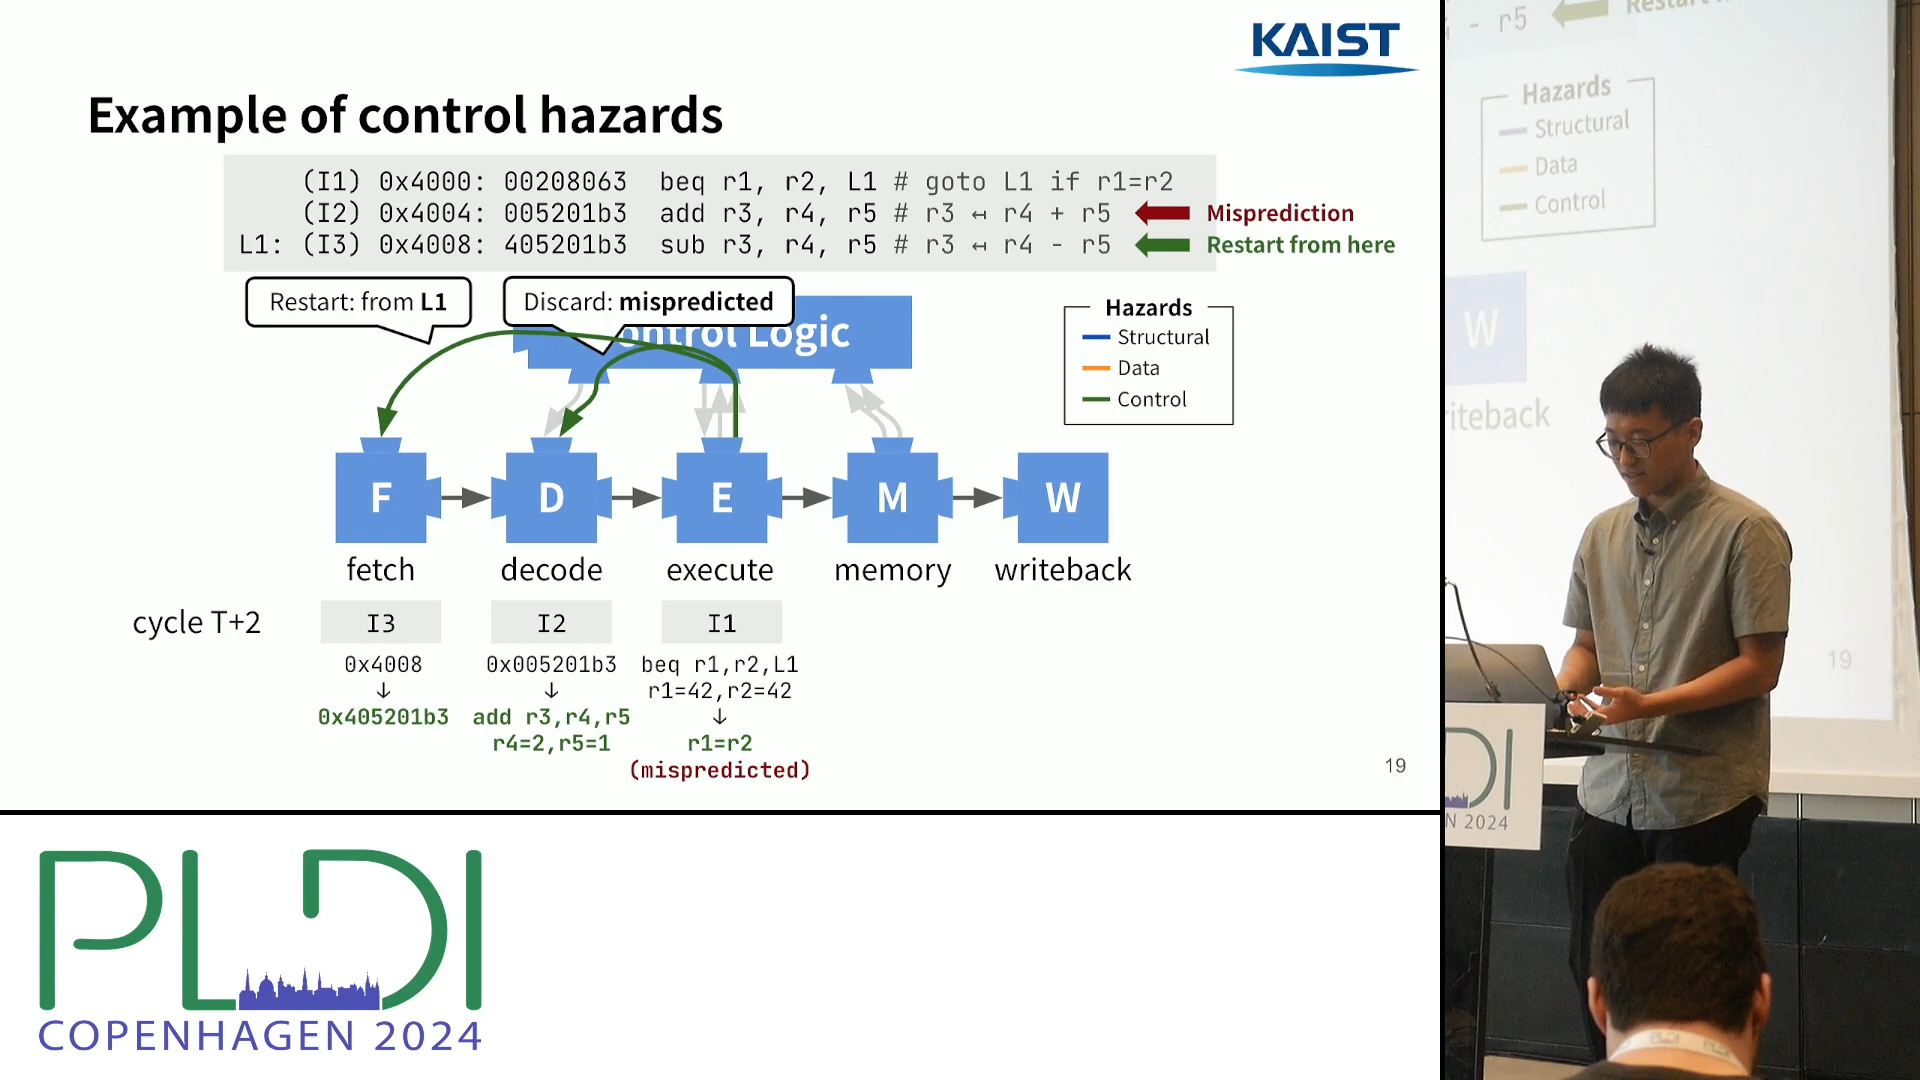 KAIST
Example of control hazards
(I1) 0x4000: 00208063 beq r1, r2, L1 # goto L1 if r1=r2
(I2) 0x4004: 005201b3 add r3, r4, r5 # r3 ↤ r4 + r5 Misprediction
L1: (I3) 0x4008: 405201b3 sub r3, r4, r5 # r3 ↤ r4 - r5 Restart from here
Restart: from L1
Discard: mispredicted
ontrol Logic
Hazards
Structural
Data
Control
F D E M W
fetch decode execute memory writeback
cycle T+2 I3 I2 I1
0x4008 0x005201b3 beq r1,r2,L1
r1=42,r2=42
↓ ↓ ↓
0x405201b3 add r3,r4,r5
r4=2,r5=1 r1=r2
(mispredicted)
19
PLDI
COPENHAGEN 2024
- r5 Restart
Hazards
Structural
Data
Control
W
riteback
19
DI
N 2024